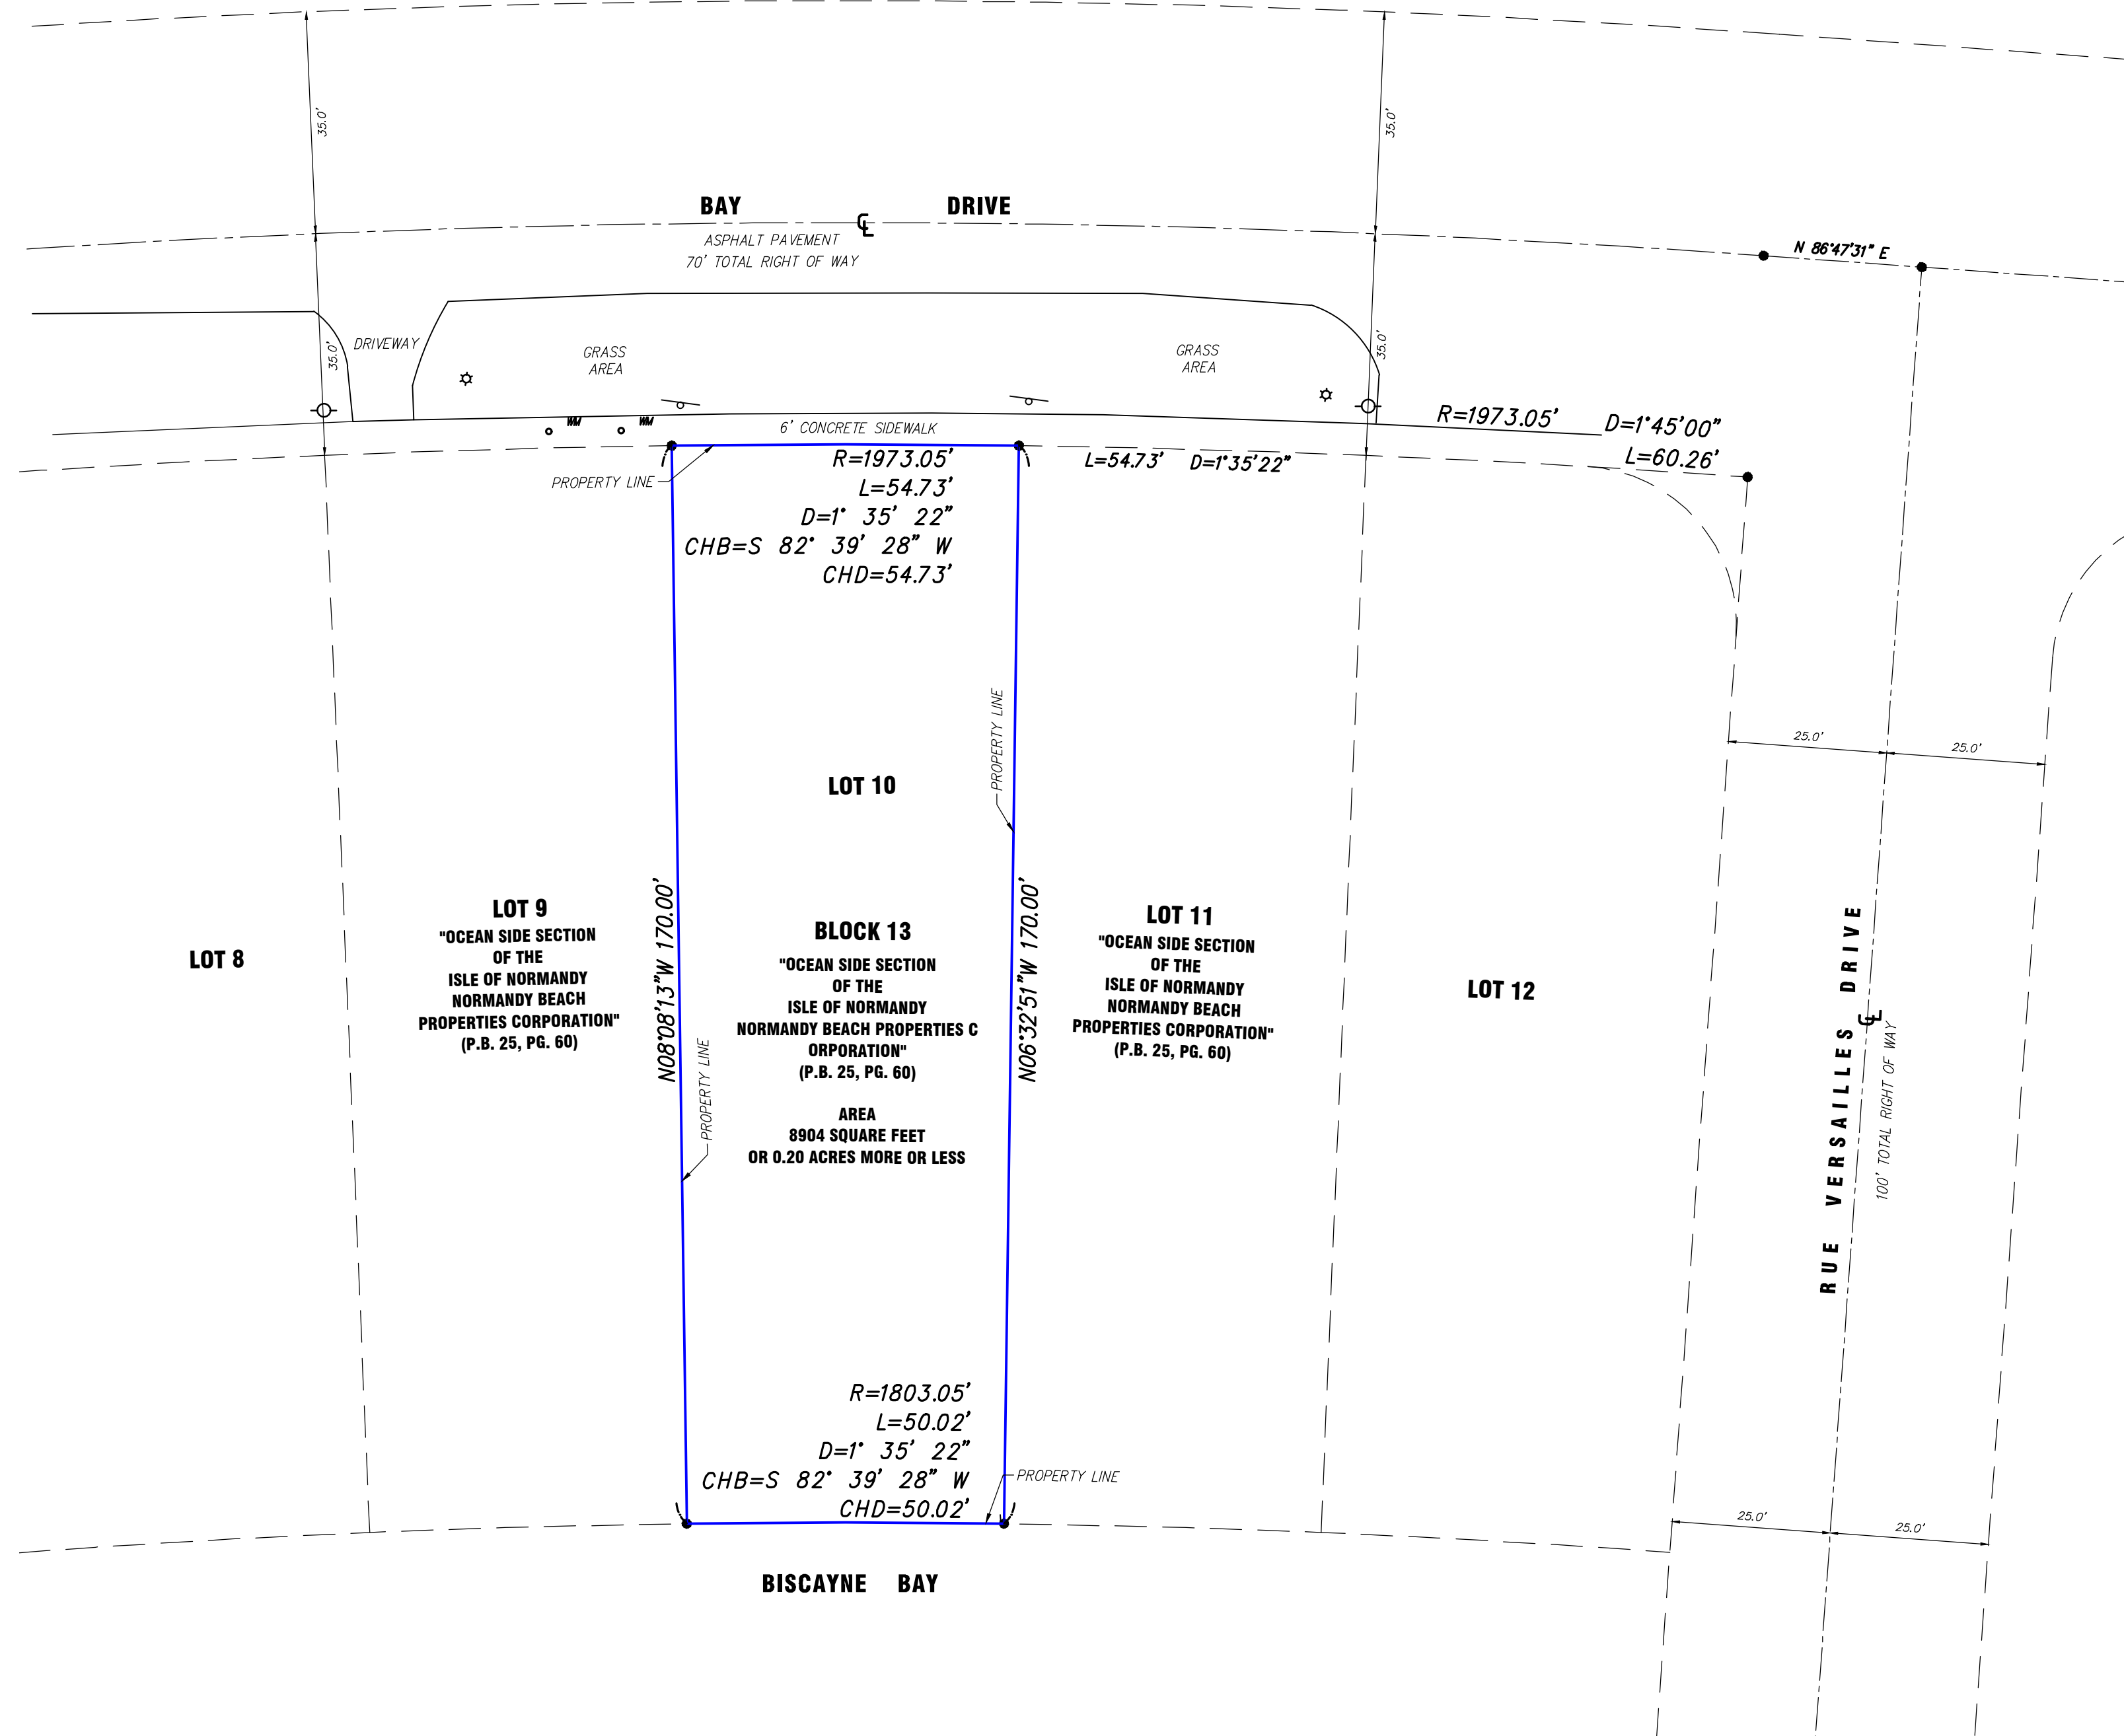 35.0'
35.0'
BAY DRIVE
ASPHALT PAVEMENT
70' TOTAL RIGHT OF WAY
N 86°47'31" E
35.0'
DRIVEWAY
GRASS
AREA
GRASS
AREA
35.0'
WM
WM
6' CONCRETE SIDEWALK
R=1973.05' D=1°45'00"
L=60.26'
L=54.73' D=1°35'22"
PROPERTY LINE
R=1973.05'
L=54.73'
D=1° 35' 22"
CHB=S 82° 39' 28" W
CHD=54.73'
PROPERTY LINE
25.0'
25.0'
LOT 10
LOT 8
LOT 9
"OCEAN SIDE SECTION
OF THE
ISLE OF NORMANDY
NORMANDY BEACH
PROPERTIES CORPORATION"
(P.B. 25, PG. 60)
N08°08'13"W 170.00'
PROPERTY LINE
BLOCK 13
"OCEAN SIDE SECTION
OF THE
ISLE OF NORMANDY
NORMANDY BEACH PROPERTIES C
ORPORATION"
(P.B. 25, PG. 60)
AREA
8904 SQUARE FEET
OR 0.20 ACRES MORE OR LESS
N06°32'51"W 170.00'
LOT 11
"OCEAN SIDE SECTION
OF THE
ISLE OF NORMANDY
NORMANDY BEACH
PROPERTIES CORPORATION"
(P.B. 25, PG. 60)
LOT 12
RUE VERSAILLES DRIVE
100' TOTAL RIGHT OF WAY
R=1803.05'
L=50.02'
D=1° 35' 22"
CHB=S 82° 39' 28" W
CHD=50.02'
PROPERTY LINE
25.0'
25.0'
BISCAYNE BAY